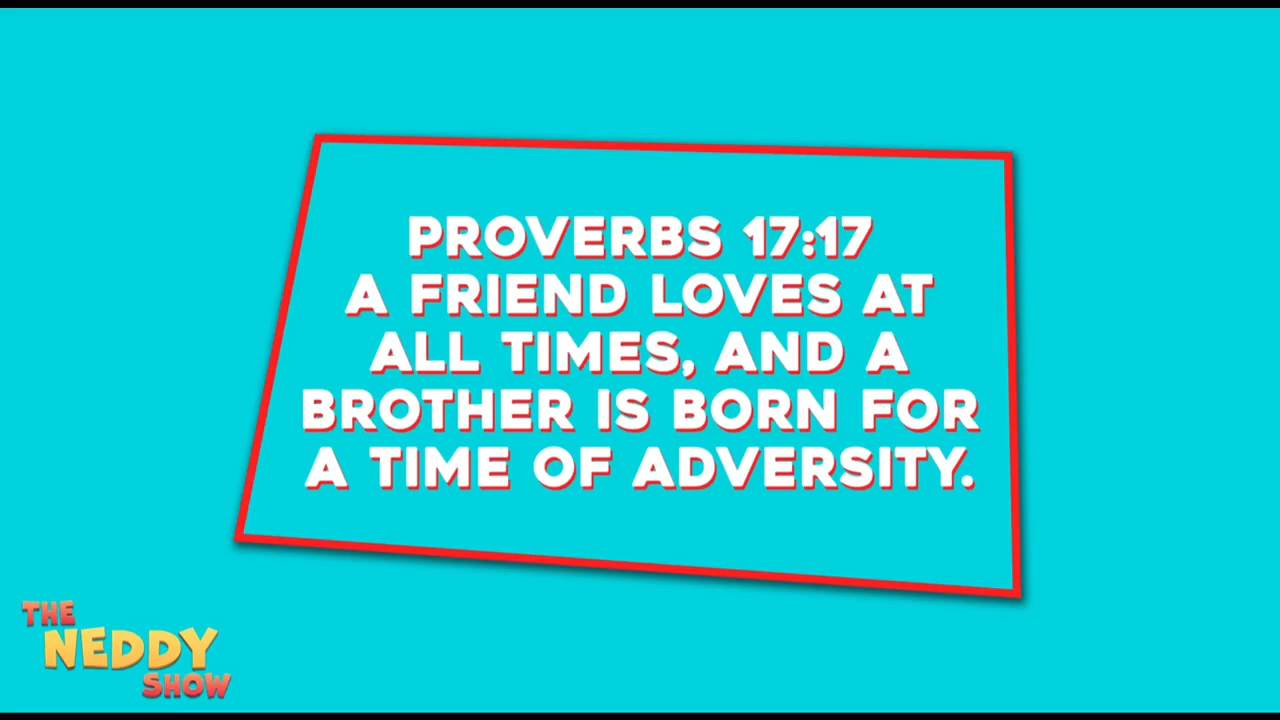 PROVERBS 17:17
A FRIEND LOVES AT
ALL TIMES, AND A
BROTHER IS BORN FOR
A TIME OF ADVERSITY.
THE
NEDDY
SHOW